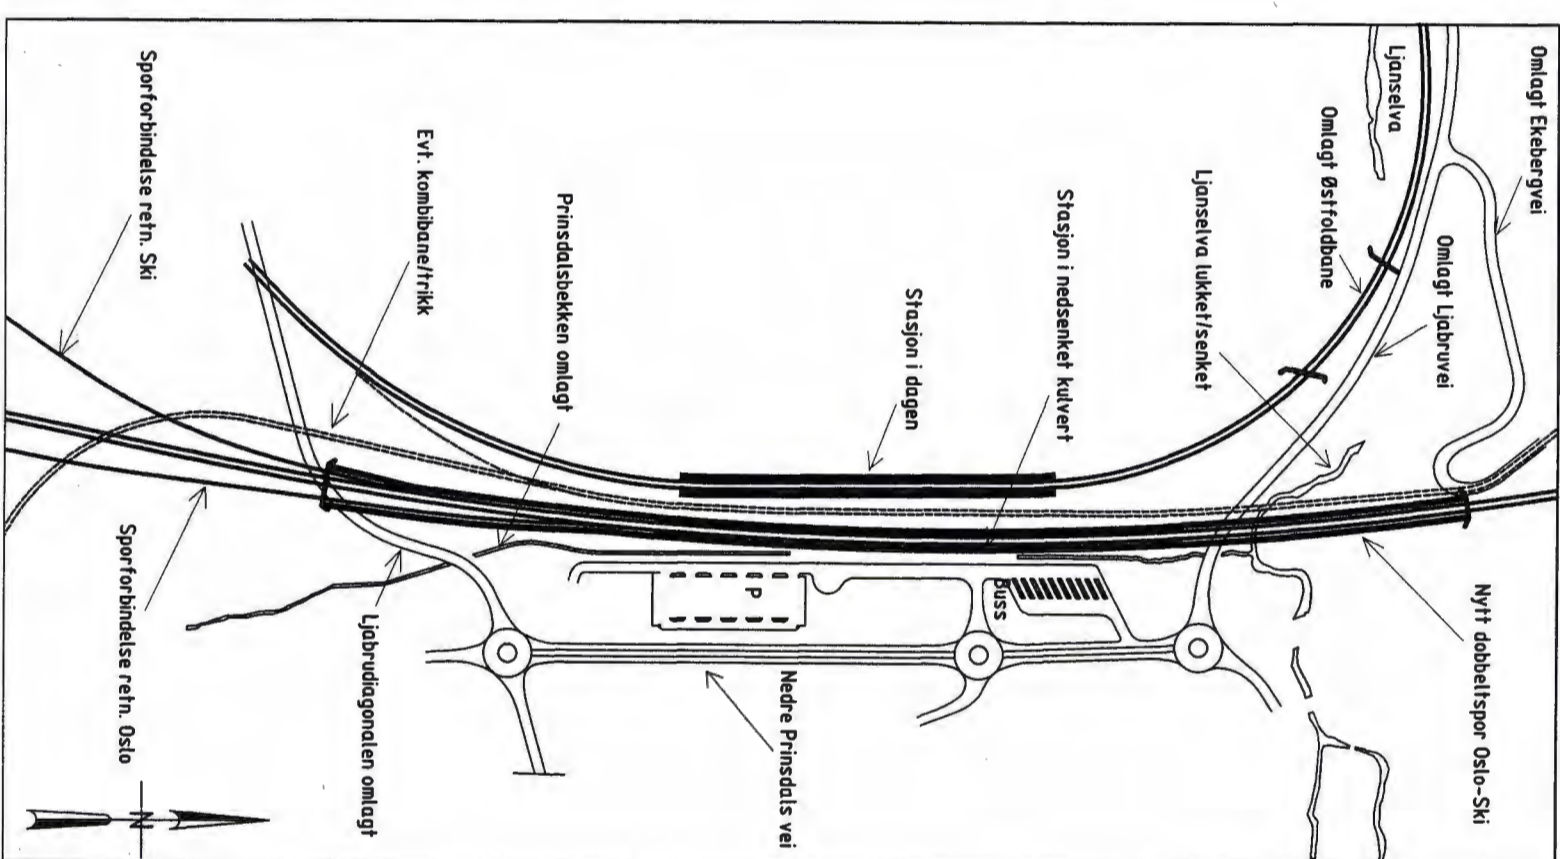 Omlagt Ekebergvei
Ljanselva
Omlagt Østfoldbane
Omlagt Ljabruvei
Ljanselva lukket/senket
Stasjon i nedsenket kulvert
Stasjon i dagen
Prinsdalsbekken omlagt
Evt. kombibane/trikk
Sporforbindelse retn. Ski
Nytt dobbeltspor Oslo-Ski
Buss
P
Nedre Prinsdals vei
Ljabrudiagonalen omlagt
Sporforbindelse retn. Oslo
N